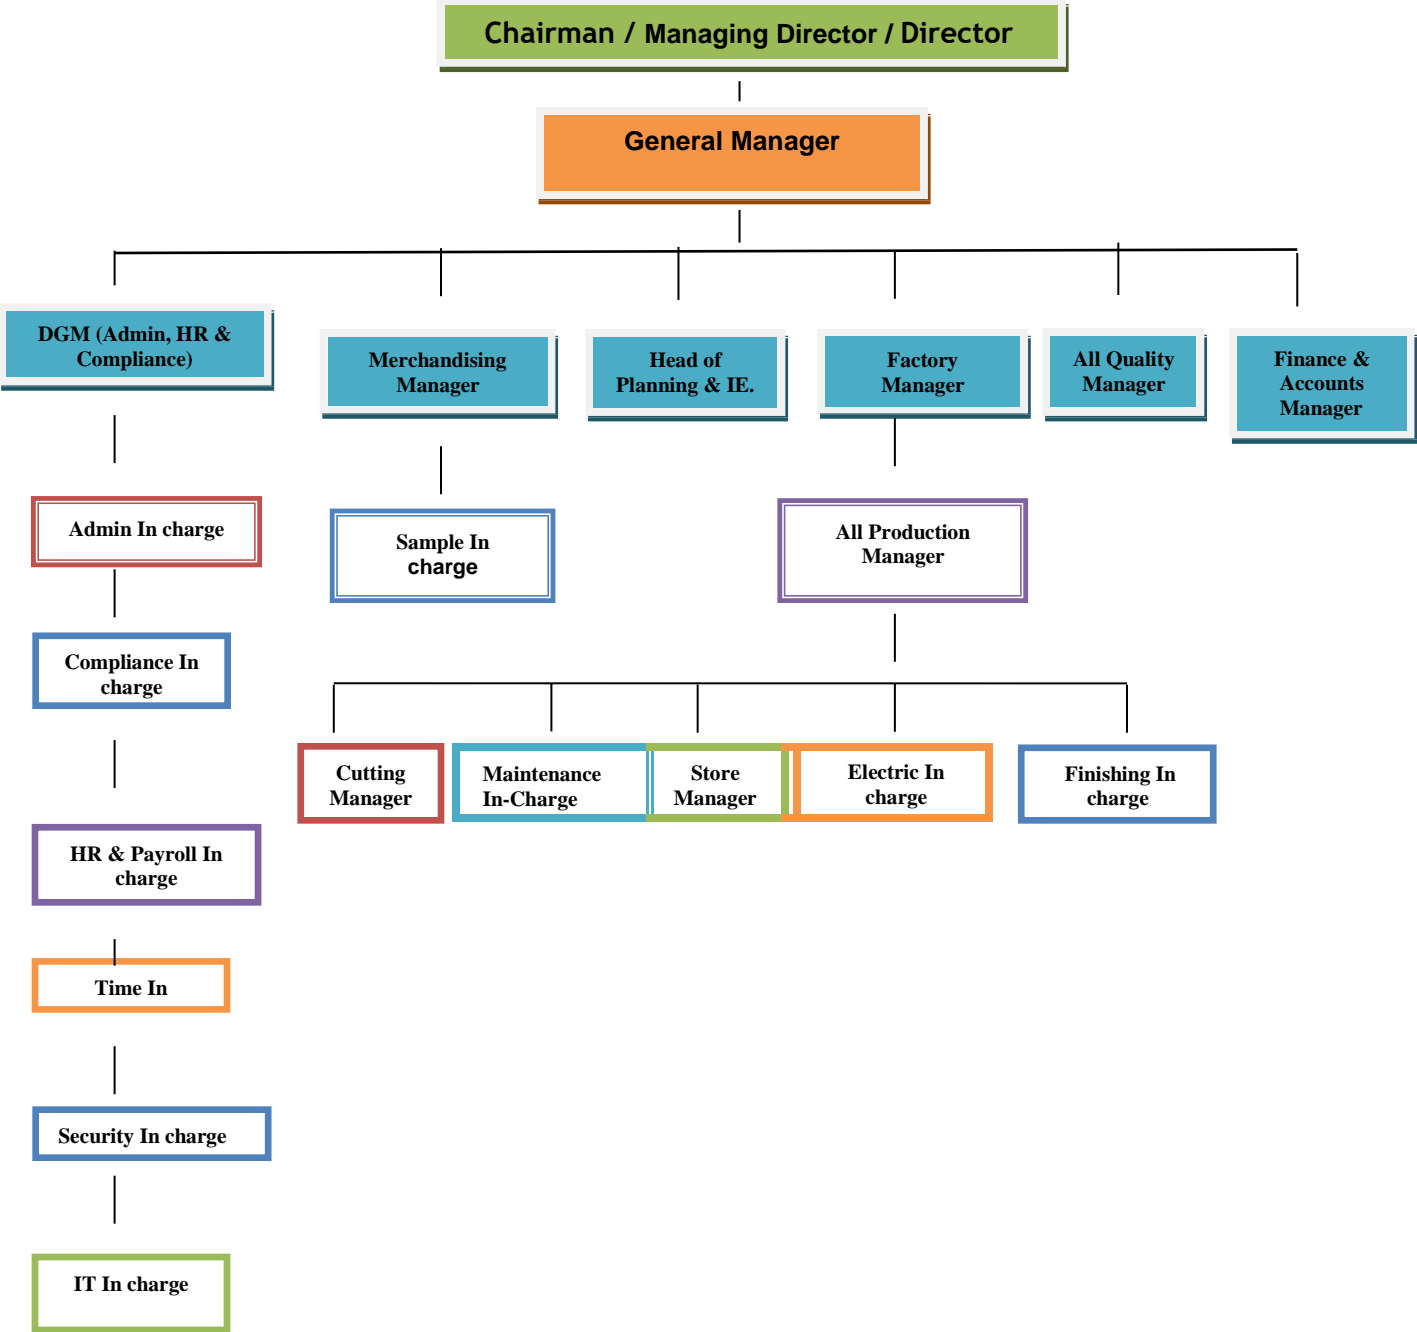 Chairman / Managing Director / Director
General Manager
DGM (Admin, HR &
Compliance)
Merchandising
Manager
Head of
Planning & IE.
Factory
Manager
All Quality
Manager
Finance &
Accounts
Manager
Admin In charge
Sample In
charge
All Production
Manager
Compliance In
charge
Cutting
Manager
Maintenance
In-Charge
Store
Manager
Electric In
charge
Finishing In
charge
HR & Payroll In
charge
Time In
Security In charge
IT In charge